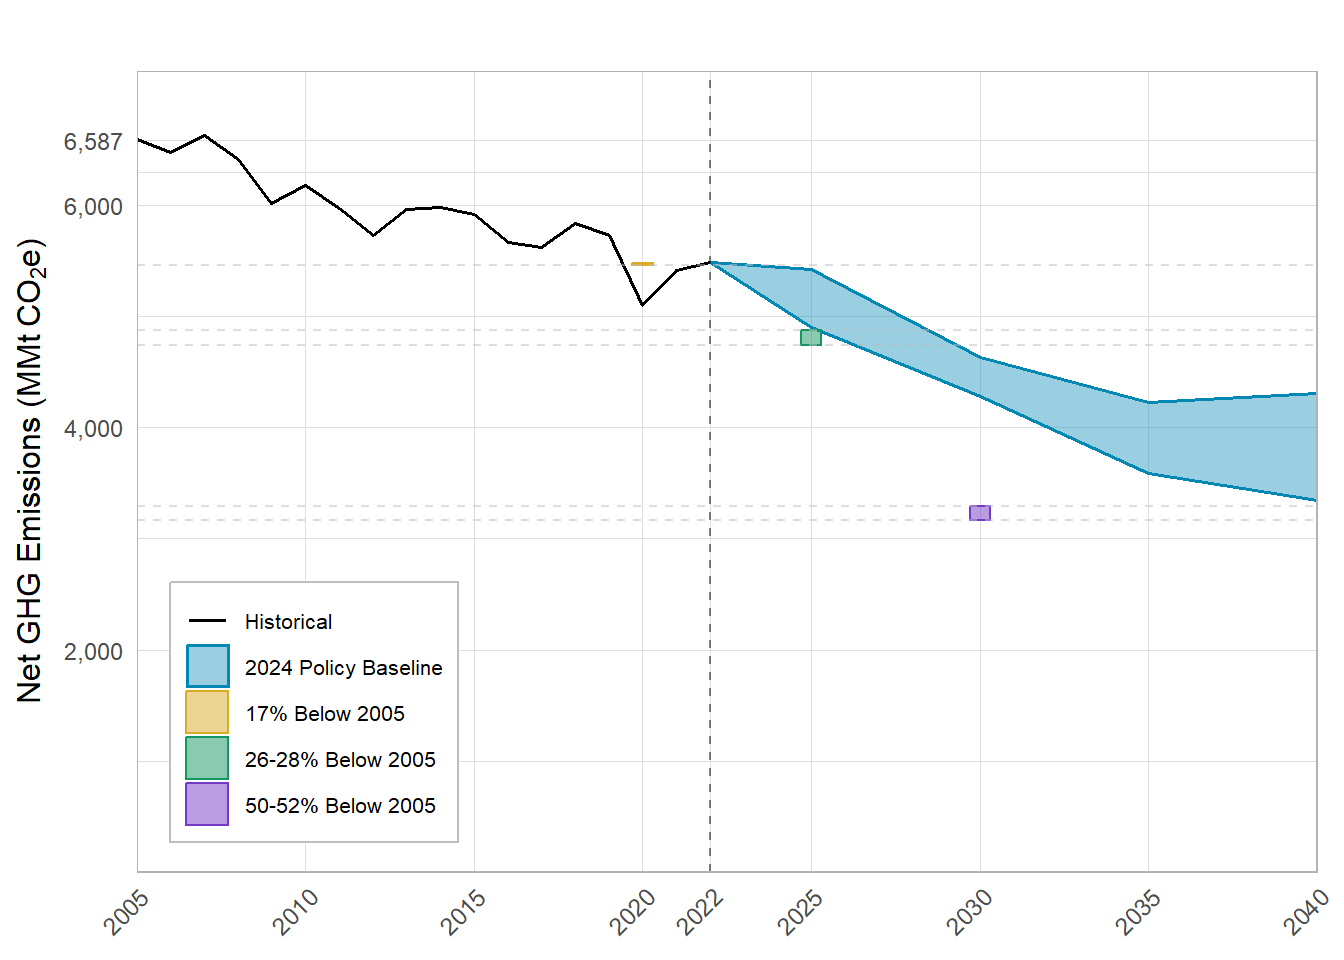 Net GHG Emissions (MMt CO₂e)
6,587
6,000
4,000
2,000
Historical
2024 Policy Baseline
17% Below 2005
26-28% Below 2005
50-52% Below 2005
2005
2010
2015
2020
2022
2025
2030
2035
2040